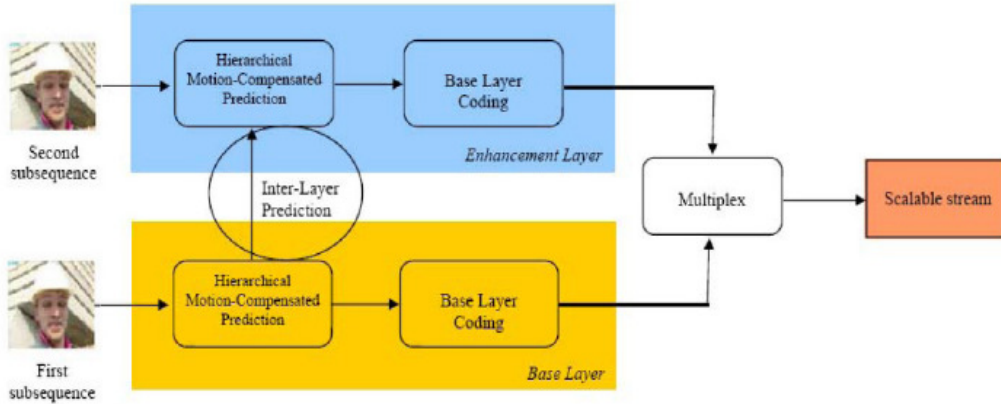 Hierarchical
Motion-Compensated
Prediction
Base Layer
Coding
Second
subsequence
Enhancement Layer
Inter-Layer
Prediction
Multiplex
Scalable stream
Hierarchical
Motion-Compensated
Prediction
Base Layer
Coding
First
subsequence
Base Layer